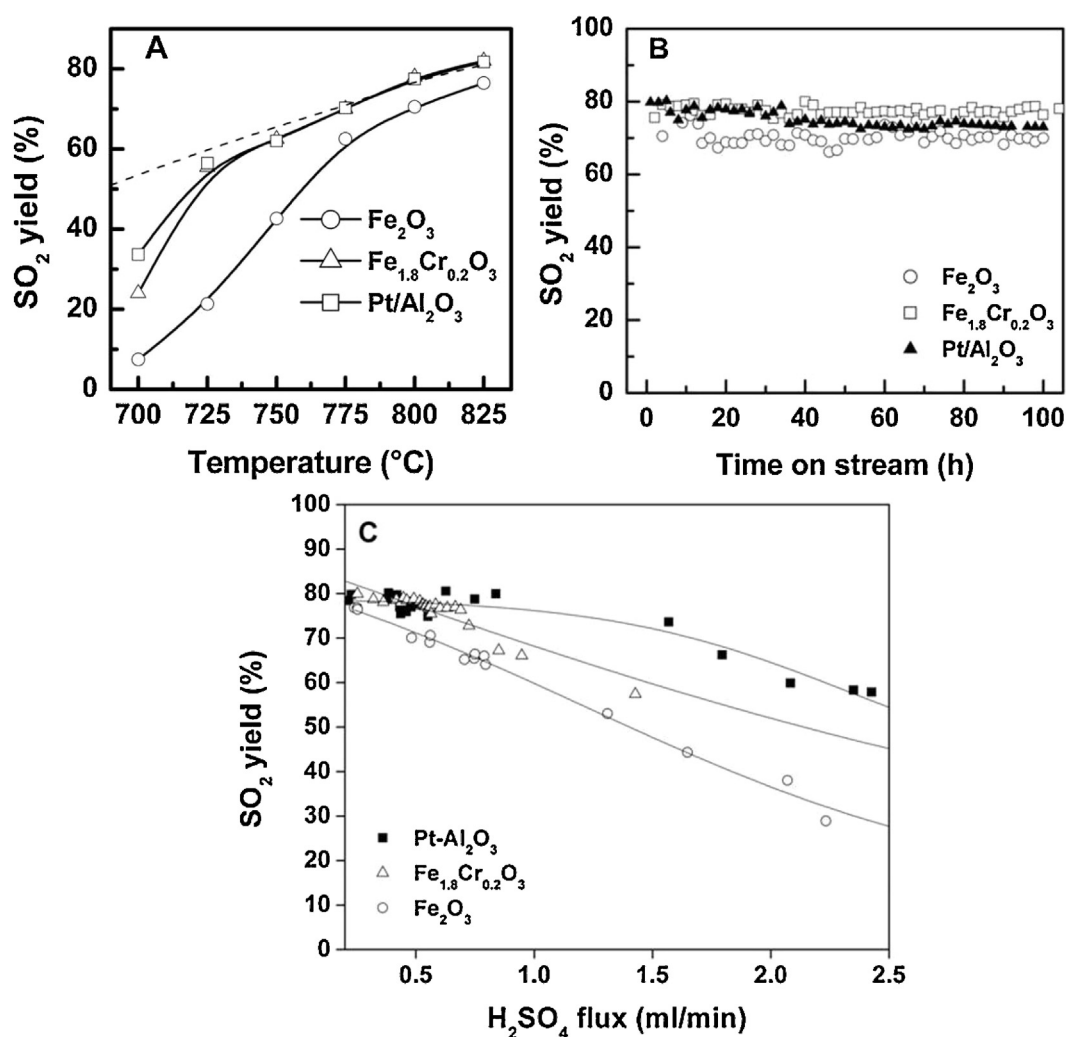 A
SO₂ yield (%)
80
60
40
20
0
Fe₂O₃
Fe₁.₈Cr₀.₂O₃
Pt/Al₂O₃
700 725 750 775 800 825
Temperature (°C)
B
SO₂ yield (%)
100
80
60
40
20
0
Fe₂O₃
Fe₁.₈Cr₀.₂O₃
Pt/Al₂O₃
0 20 40 60 80 100
Time on stream (h)
C
SO₂ yield (%)
100
90
80
70
60
50
40
30
20
10
0
Pt-Al₂O₃
Fe₁.₈Cr₀.₂O₃
Fe₂O₃
0.5 1.0 1.5 2.0 2.5
H₂SO₄ flux (ml/min)